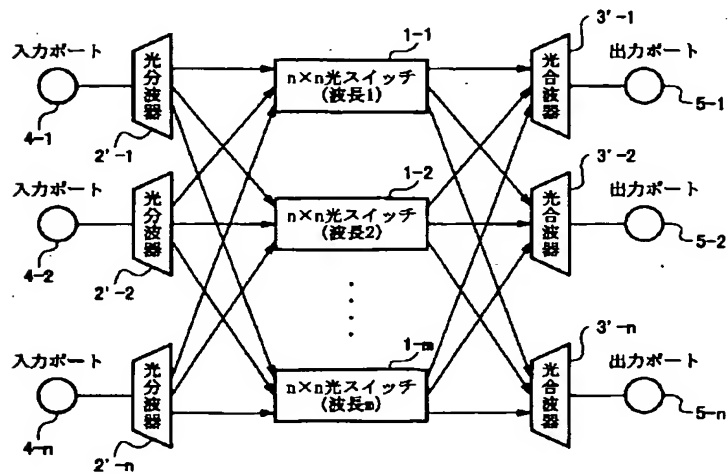 入力ポート
4-1
光分波器
2'-1
1-1
n×n光スイッチ
(波長1)
光合波器
3'-1
出力ポート
5-1
入力ポート
4-2
光分波器
2'-2
1-2
n×n光スイッチ
(波長2)
光合波器
3'-2
出力ポート
5-2
入力ポート
4-n
光分波器
2'-n
1-m
n×n光スイッチ
(波長m)
光合波器
3'-n
出力ポート
5-n